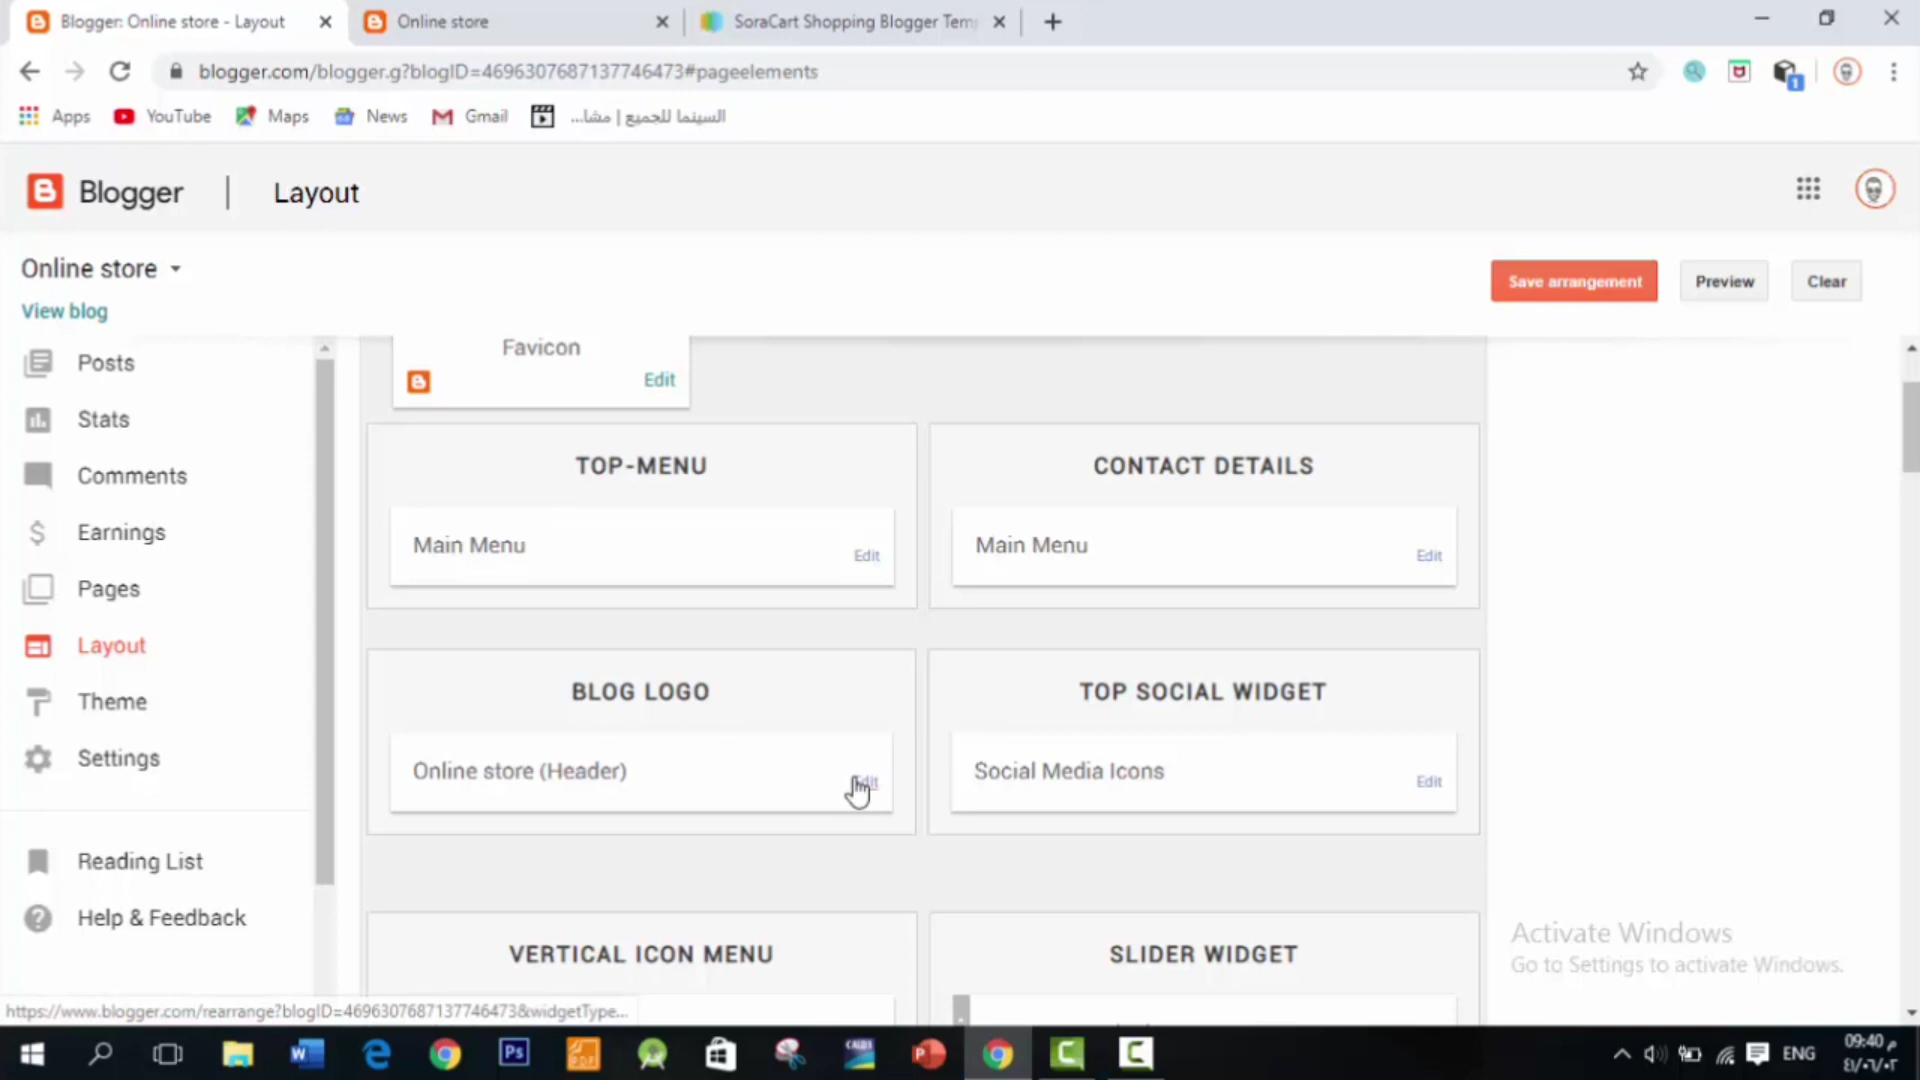 Blogger: Online store - Layout
Online store
SoraCart Shopping Blogger Tem
blogger.com/blogger.g?blogID=4696307687137746473#pageelements
Apps
YouTube
Maps
News
Gmail
السينما للجميع | مشا...
Blogger | Layout
Online store
View blog
Save arrangement
Preview
Clear
Posts
Stats
Comments
Earnings
Pages
Layout
Theme
Settings
Reading List
Help & Feedback
Favicon
Edit
TOP-MENU
Main Menu
Edit
CONTACT DETAILS
Main Menu
Edit
BLOG LOGO
Online store (Header)
Edit
TOP SOCIAL WIDGET
Social Media Icons
Edit
VERTICAL ICON MENU
SLIDER WIDGET
Activate Windows
Go to Settings to activate Windows.
https://www.blogger.com/rearrange?blogID=4696307687137746473&widgetType...
ENG
09:40 م